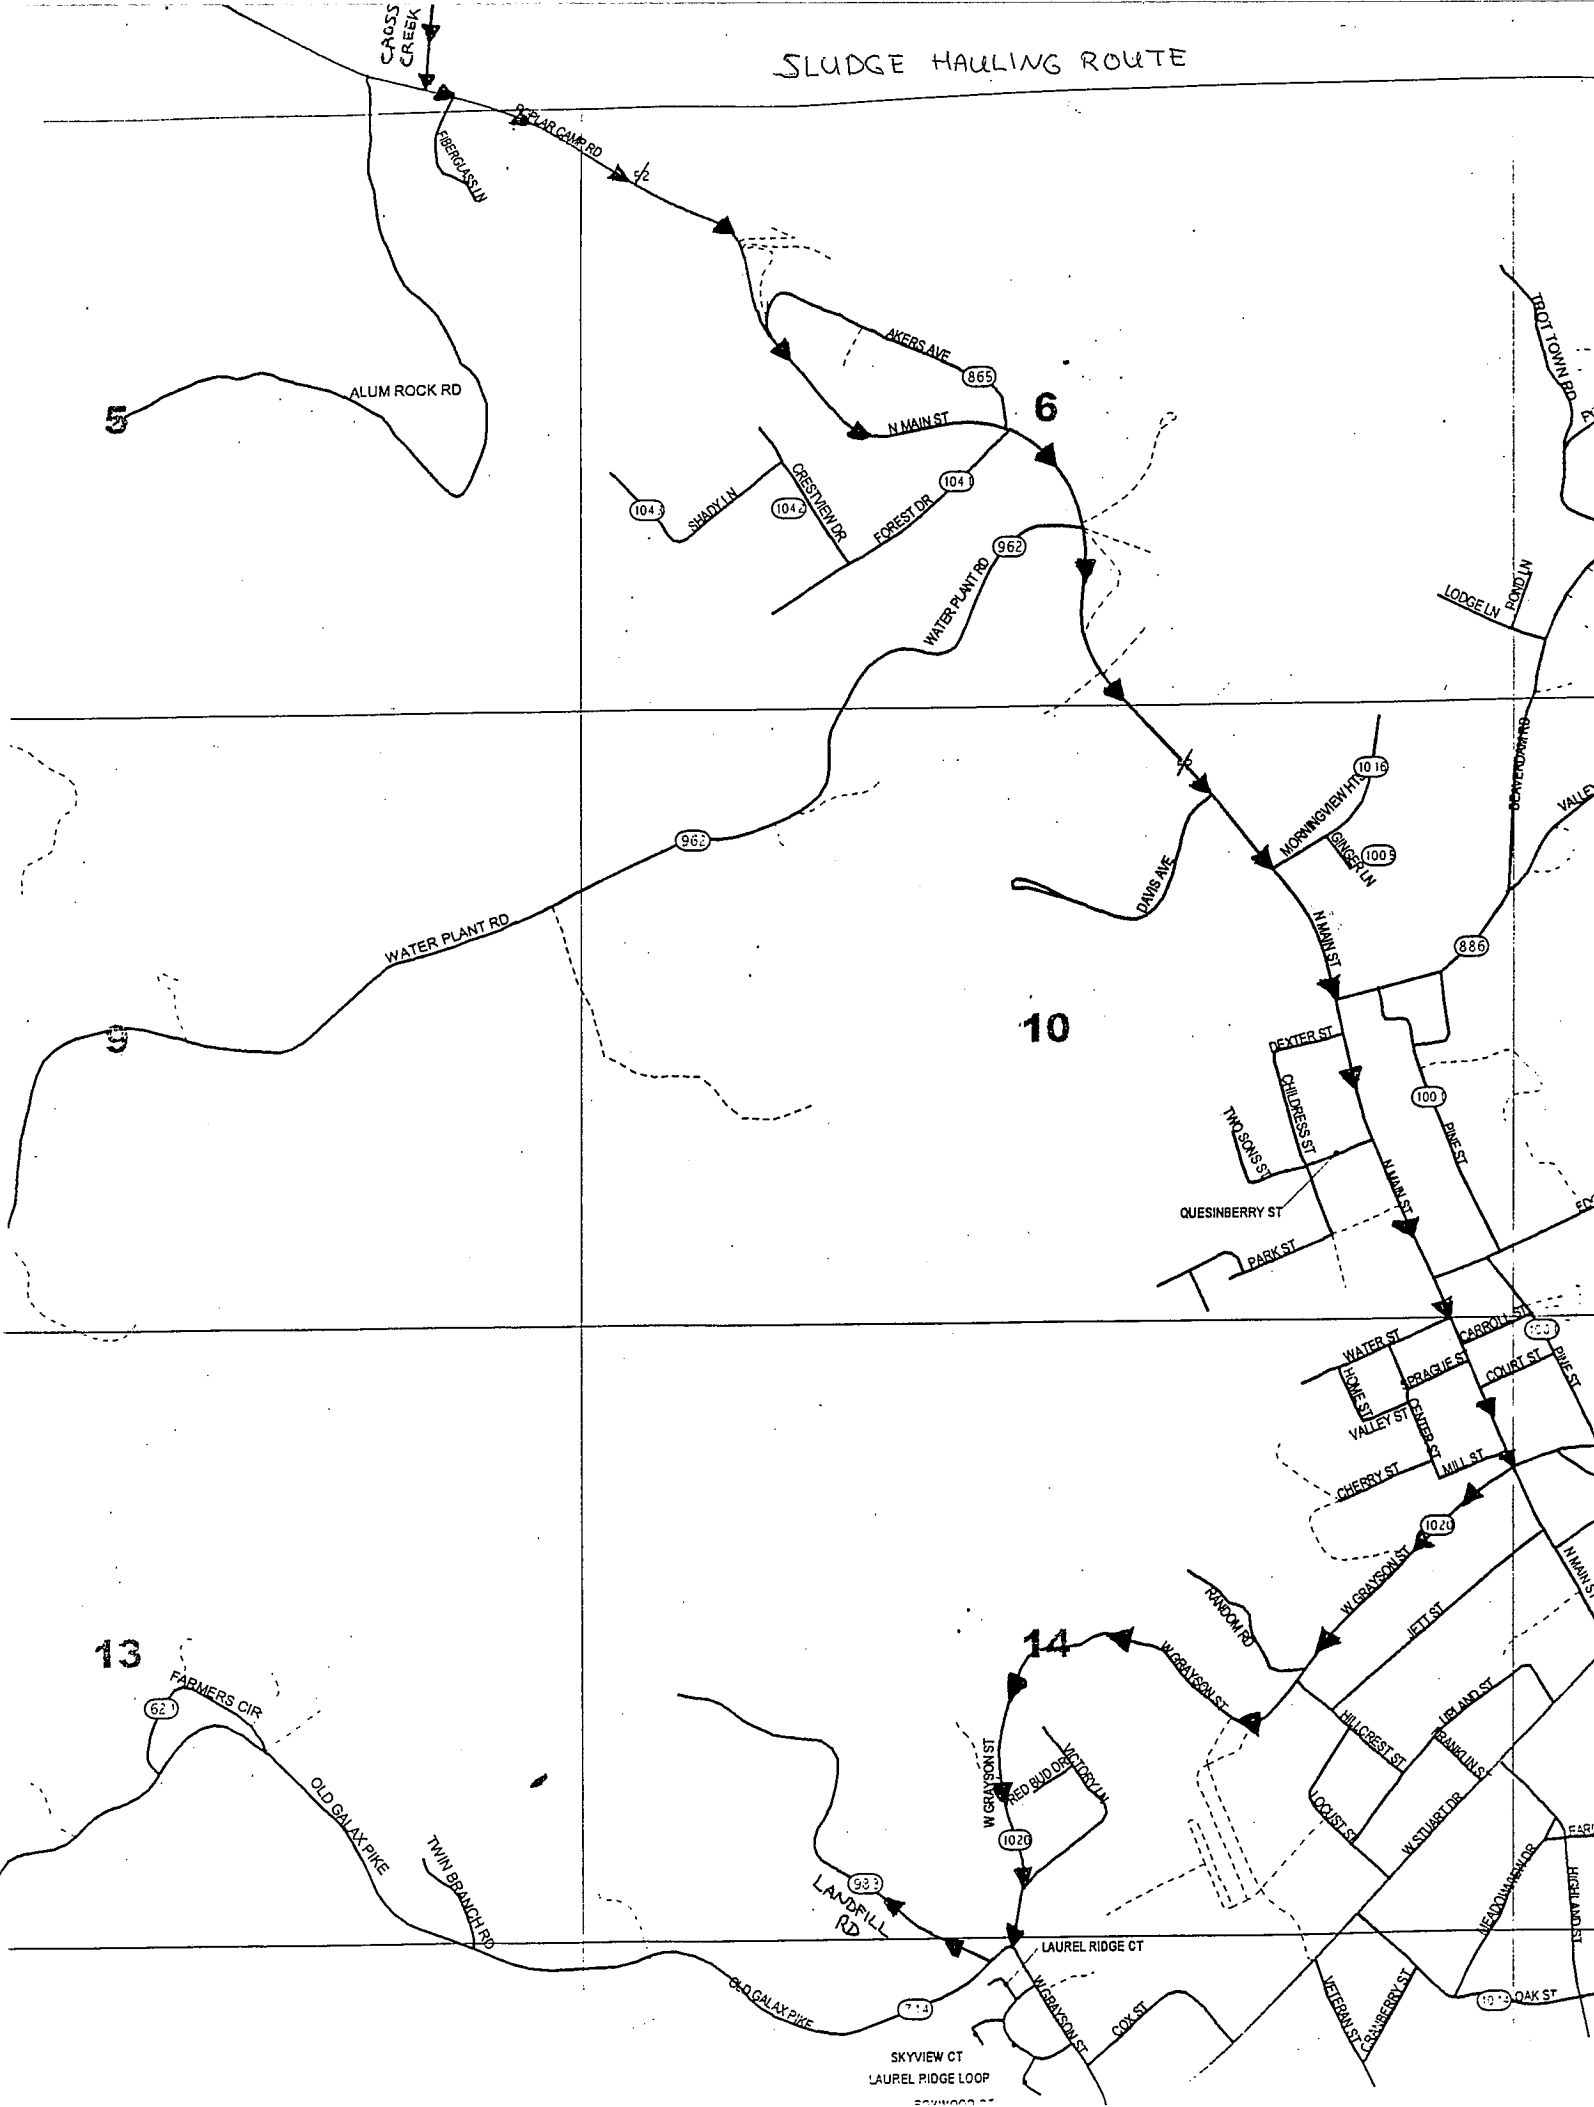 CROSS CREEK
SLUDGE HAULING ROUTE
FIBERGLASS LN
52
ALUM ROCK RD
5
AKERS AVE
865
6
N MAIN ST
TROT TOWN RD
CRESTVIEW DR
SHADY LN
FOREST DR
962
WATER PLANT RD
LODGE LN
POND LN
1016
MORNINGVIEW HTS
GINGER LN
1005
BEAVERDAM RD
VALLEY
962
DAVIS AVE
WATER PLANT RD
N MAIN ST
886
9
10
DEXTER ST
CHILDRESS ST
TWO SONS ST
PINE ST
N MAIN ST
QUESINBERRY ST
PARK ST
WATER ST
CARROLL ST
SPRAGUE ST
COURT ST
PINE ST
HOME ST
VALLEY ST
CENTER ST
CHERRY ST
MILL ST
1020
W GRAYSON ST
N MAIN ST
RANDOM RD
JETT ST
13
14
W GRAYSON ST
FARMERS CIR
UPLAND ST
HILLCREST ST
FRANKLIN ST
W GRAYSON ST
RED BUD DR
VICTORY LN
OLD GALAX PIKE
LOCUST ST
W STUART DR
1020
TWIN BRANCH RD
LANDFILL RD
MEADOWVIEW DR
HIGHLAND ST
LAUREL RIDGE CT
OLD GALAX PIKE
714
W GRAYSON ST
COX ST
VETERAN ST
CRANBERRY ST
OAK ST
SKYVIEW CT
LAUREL RIDGE LOOP